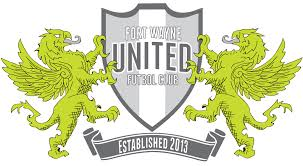 FORT WAYNE
UNITED
FUTBOL CLUB
ESTABLISHED 2013